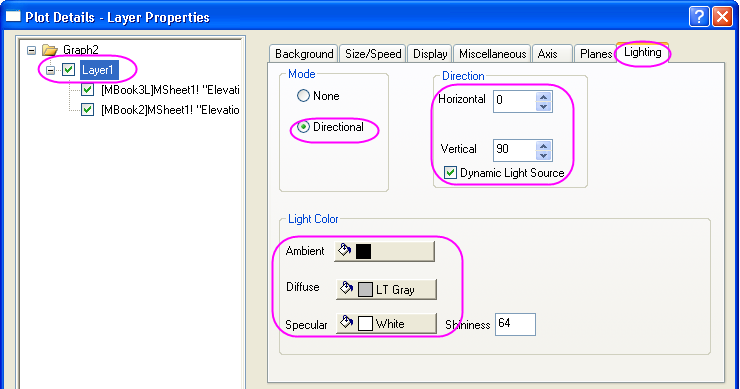 Plot Details - Layer Properties
Graph2
Layer1
[MBook3L]MSheet1! "Elevati
[MBook2]MSheet1! "Elevatio
Background Size/Speed Display Miscellaneous Axis Planes Lighting
Mode
None
Directional
Direction
Horizontal 0
Vertical 90
Dynamic Light Source
Light Color
Ambient
Diffuse LT Gray
Specular White Shininess 64